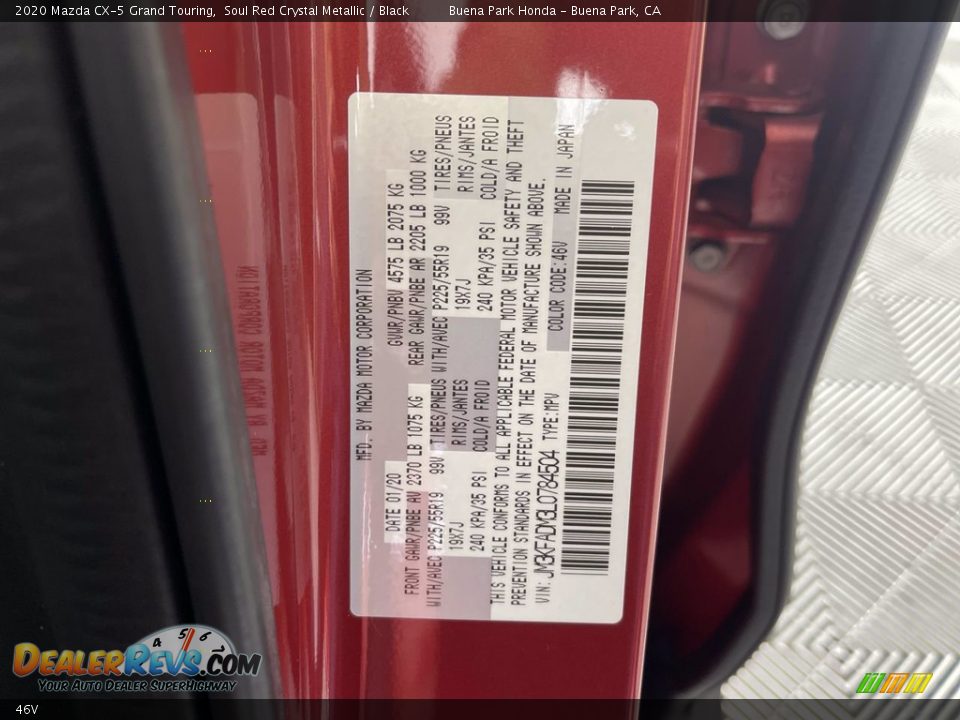 2020 Mazda CX-5 Grand Touring, Soul Red Crystal Metallic / Black Buena Park Honda - Buena Park, CA
MFD. BY MAZDA MOTOR CORPORATION
DATE 01/20 GVWR/PNBV 4575 LB 2075 KG
FRONT GAWR/PNBE AV 2370 LB 1075 KG REAR GAWR/PNBE AR 2205 LB 1000 KG
WITH/AVEC P225/55R19 99V TIRES/PNEUS WITH/AVEC P225/55R19 99V TIRES/PNEUS
19X7J RIMS/JANTES 19X7J RIMS/JANTES
240 KPA/35 PSI COLD/A FROID 240 KPA/35 PSI COLD/A FROID
THIS VEHICLE CONFORMS TO ALL APPLICABLE FEDERAL MOTOR VEHICLE SAFETY AND THEFT
PREVENTION STANDARDS IN EFFECT ON THE DATE OF MANUFACTURE SHOWN ABOVE.
VIN: JM3KFADM3L0784504 TYPE:MPV COLOR CODE:46V MADE IN JAPAN
4 5 6
DEALERREVS.COM
YOUR AUTO DEALER SUPERHIGHWAY
46V